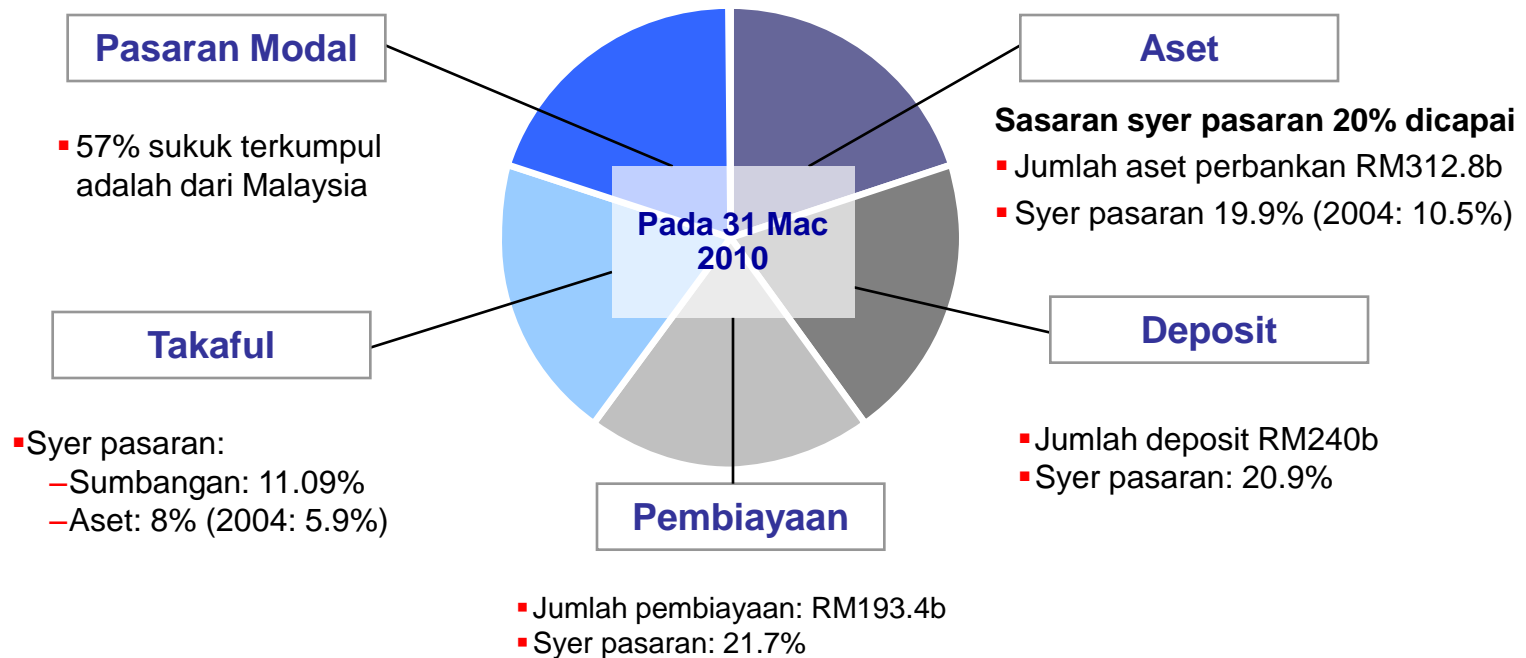 Pasaran Modal
▪ 57% sukuk terkumpul
adalah dari Malaysia
Aset
Sasaran syer pasaran 20% dicapai
▪ Jumlah aset perbankan RM312.8b
▪ Syer pasaran 19.9% (2004: 10.5%)
Pada 31 Mac
2010
Takaful
▪ Syer pasaran:
–Sumbangan: 11.09%
–Aset: 8% (2004: 5.9%)
Deposit
▪ Jumlah deposit RM240b
▪ Syer pasaran: 20.9%
Pembiayaan
▪ Jumlah pembiayaan: RM193.4b
▪ Syer pasaran: 21.7%